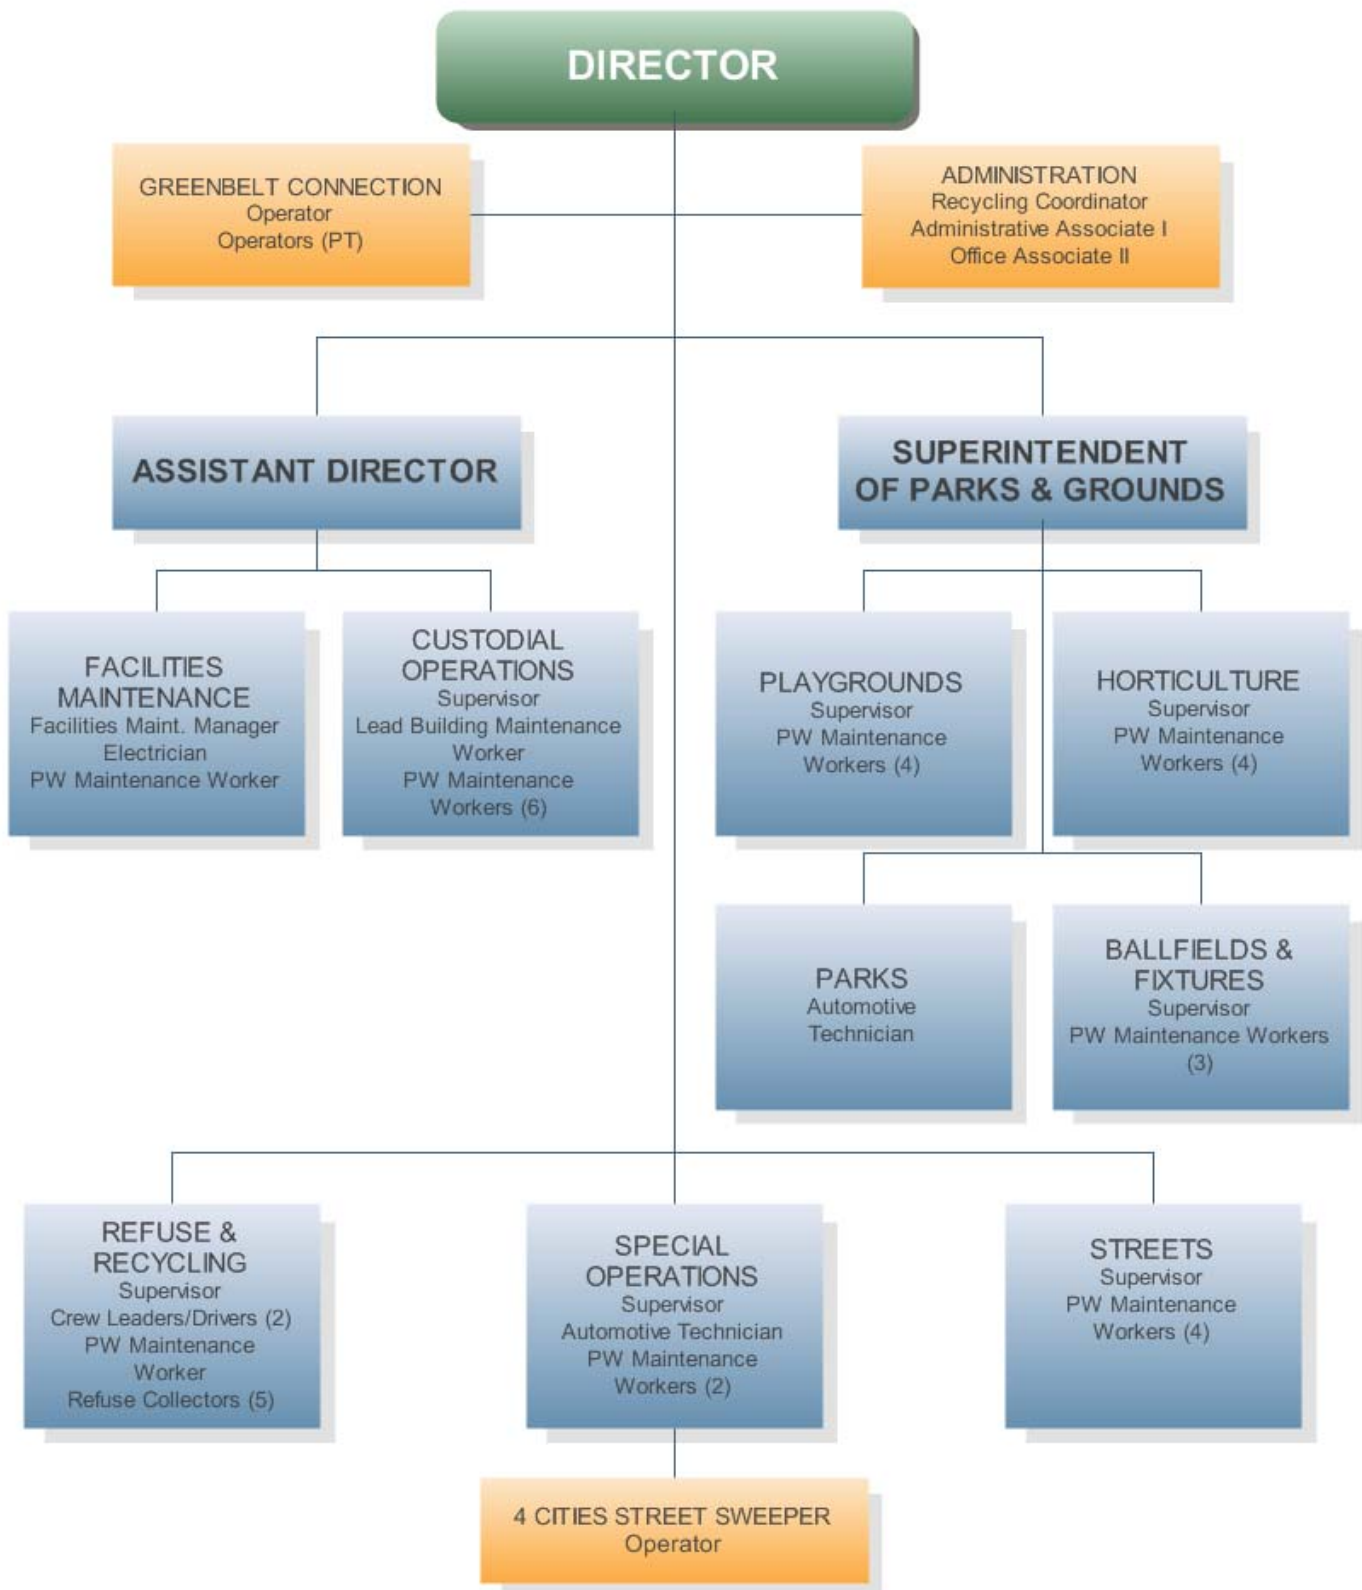 DIRECTOR
GREENBELT CONNECTION
Operator
Operators (PT)
ADMINISTRATION
Recycling Coordinator
Administrative Associate I
Office Associate II
ASSISTANT DIRECTOR
SUPERINTENDENT
OF PARKS & GROUNDS
FACILITIES
MAINTENANCE
Facilities Maint. Manager
Electrician
PW Maintenance Worker
CUSTODIAL
OPERATIONS
Supervisor
Lead Building Maintenance
Worker
PW Maintenance
Workers (6)
PLAYGROUNDS
Supervisor
PW Maintenance
Workers (4)
HORTICULTURE
Supervisor
PW Maintenance
Workers (4)
PARKS
Automotive
Technician
BALLFIELDS &
FIXTURES
Supervisor
PW Maintenance Workers
(3)
REFUSE &
RECYCLING
Supervisor
Crew Leaders/Drivers (2)
PW Maintenance
Worker
Refuse Collectors (5)
SPECIAL
OPERATIONS
Supervisor
Automotive Technician
PW Maintenance
Workers (2)
STREETS
Supervisor
PW Maintenance
Workers (4)
4 CITIES STREET SWEEPER
Operator